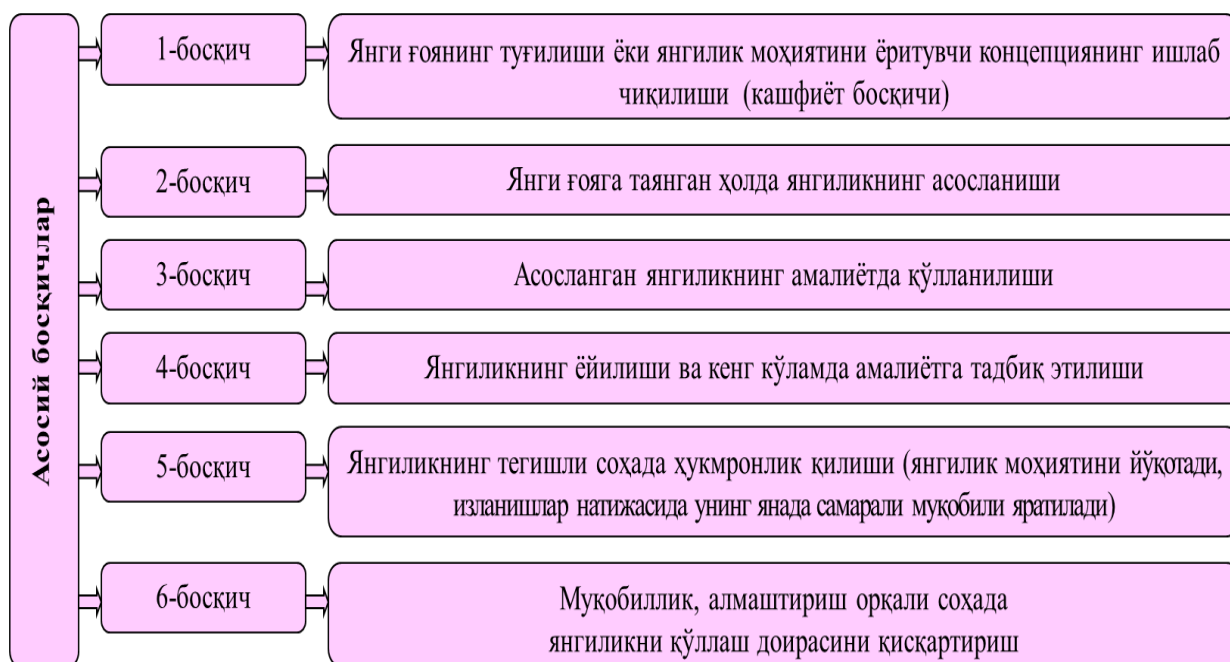 Асосий босқичлар
1-босқич
Янги ғоянинг туғилиши ёки янгилик моҳиятини ёритувчи концепциянинг ишлаб
чиқилиши (кашфиёт босқичи)
2-босқич
Янги ғояга таянган ҳолда янгиликнинг асосланиши
3-босқич
Асосланган янгиликнинг амалиётда қўлланилиши
4-босқич
Янгиликнинг ёйилиши ва кенг кўламда амалиётга тадбиқ этилиши
5-босқич
Янгиликнинг тегишли соҳада ҳукмронлик қилиши (янгилик моҳиятини йўқотади,
изланишлар натижасида унинг янада самарали муқобили яратилади)
6-босқич
Муқобиллик, алмаштириш орқали соҳада
янгиликни қўллаш доирасини қисқартириш